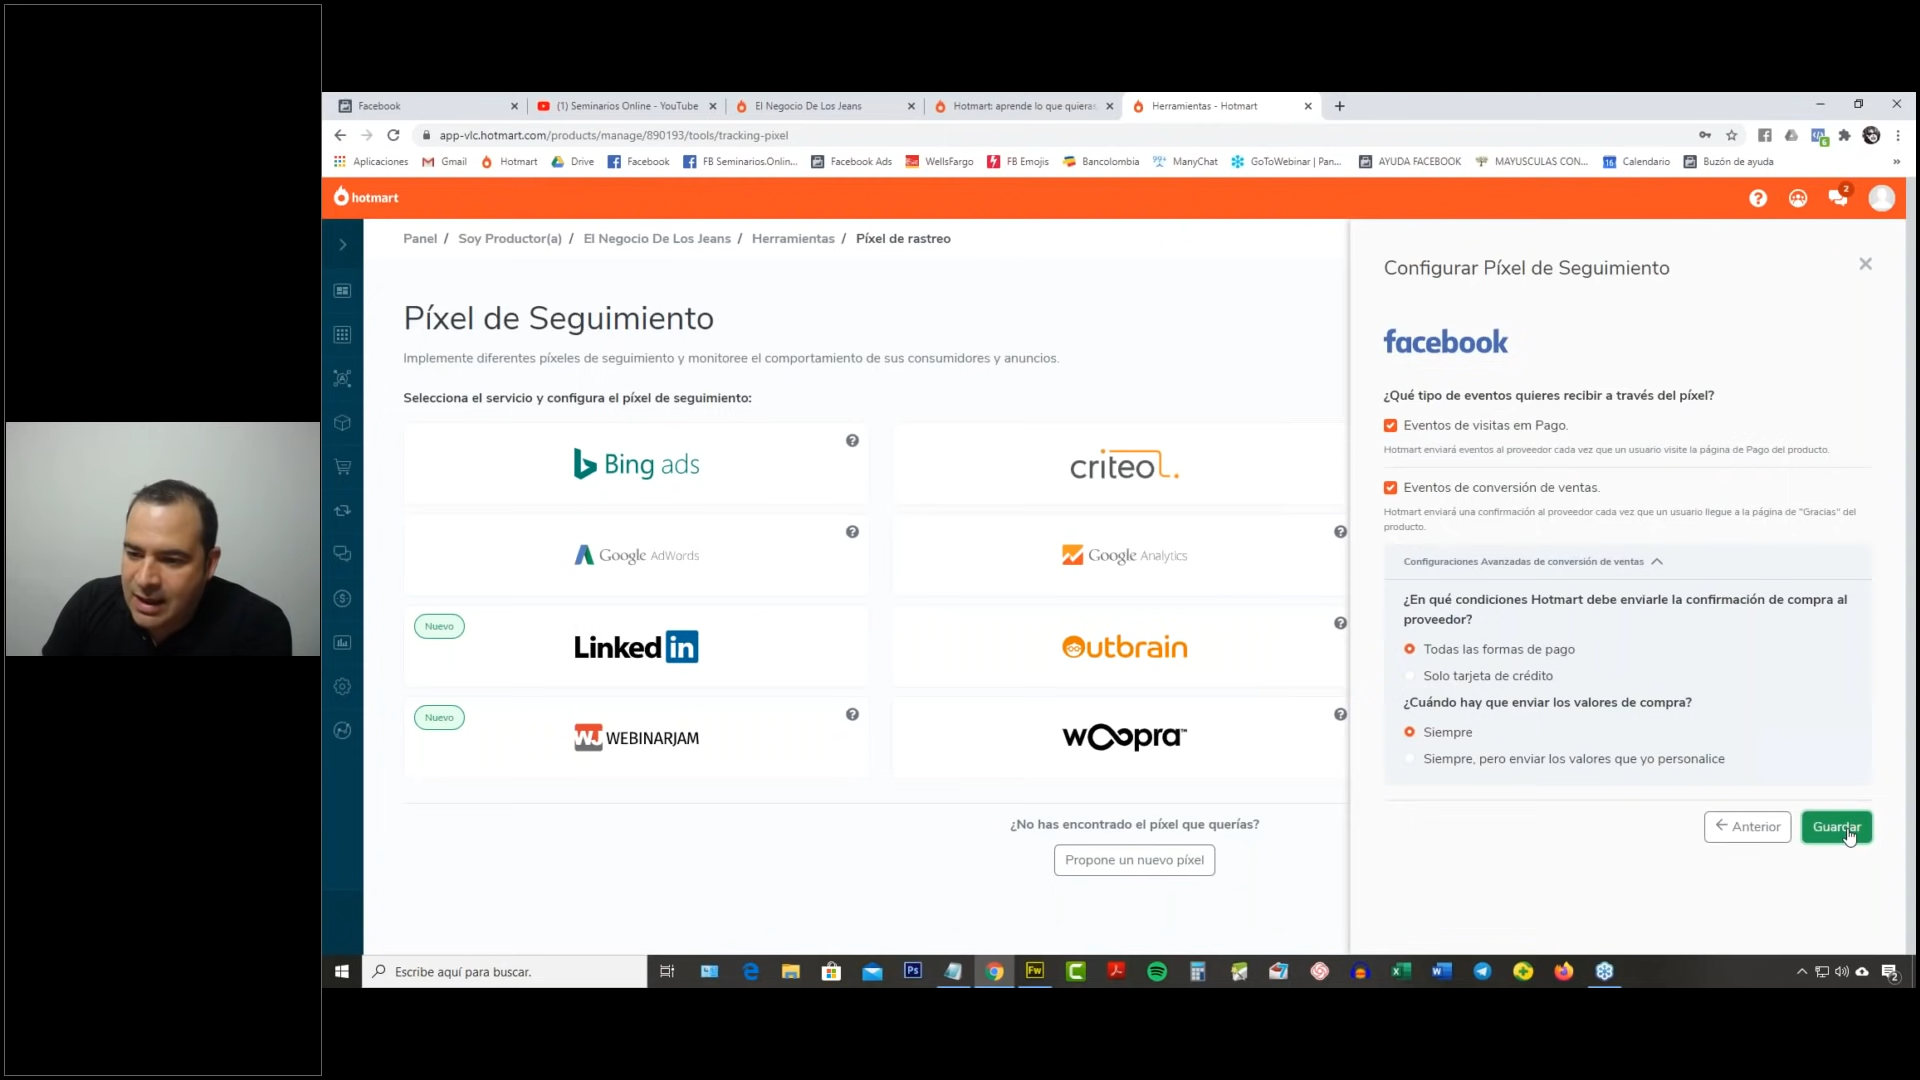 Facebook
(1) Seminarios Online - YouTube
El Negocio De Los Jeans
Hotmart: aprende lo que quieras
Herramientas - Hotmart
app-vlc.hotmart.com/products/manage/890193/tools/tracking-pixel
Aplicaciones
Gmail
Hotmart
Drive
Facebook
FB Seminarios.Onlin...
Facebook Ads
WellsFargo
FB Emojis
Bancolombia
99+
ManyChat
GoToWebinar | Pan...
AYUDA FACEBOOK
MAYUSCULAS CON...
16
Calendario
Buzón de ayuda
6
hotmart
2
Panel / Soy Productor(a) / El Negocio De Los Jeans / Herramientas / Píxel de rastreo
Píxel de Seguimiento
Implemente diferentes píxeles de seguimiento y monitoree el comportamiento de sus consumidores y anuncios.
Selecciona el servicio y configura el píxel de seguimiento:
Bing ads
criteo
Google AdWords
Google Analytics
Nuevo
Linked in
Outbrain
Nuevo
WJ WEBINARJAM
woopra™
¿No has encontrado el píxel que querías?
Propone un nuevo píxel
Configurar Píxel de Seguimiento
facebook
¿Qué tipo de eventos quieres recibir a través del píxel?
Eventos de visitas em Pago.
Hotmart enviará eventos al proveedor cada vez que un usuario visite la página de Pago del producto.
Eventos de conversión de ventas.
Hotmart enviará una confirmación al proveedor cada vez que un usuario llegue a la página de "Gracias" del
producto.
Configuraciones Avanzadas de conversión de ventas
¿En qué condiciones Hotmart debe enviarle la confirmación de compra al
proveedor?
Todas las formas de pago
Solo tarjeta de crédito
¿Cuándo hay que enviar los valores de compra?
Siempre
Siempre, pero enviar los valores que yo personalice
Anterior
Guardar
Escribe aquí para buscar.
Ps
Fw
2